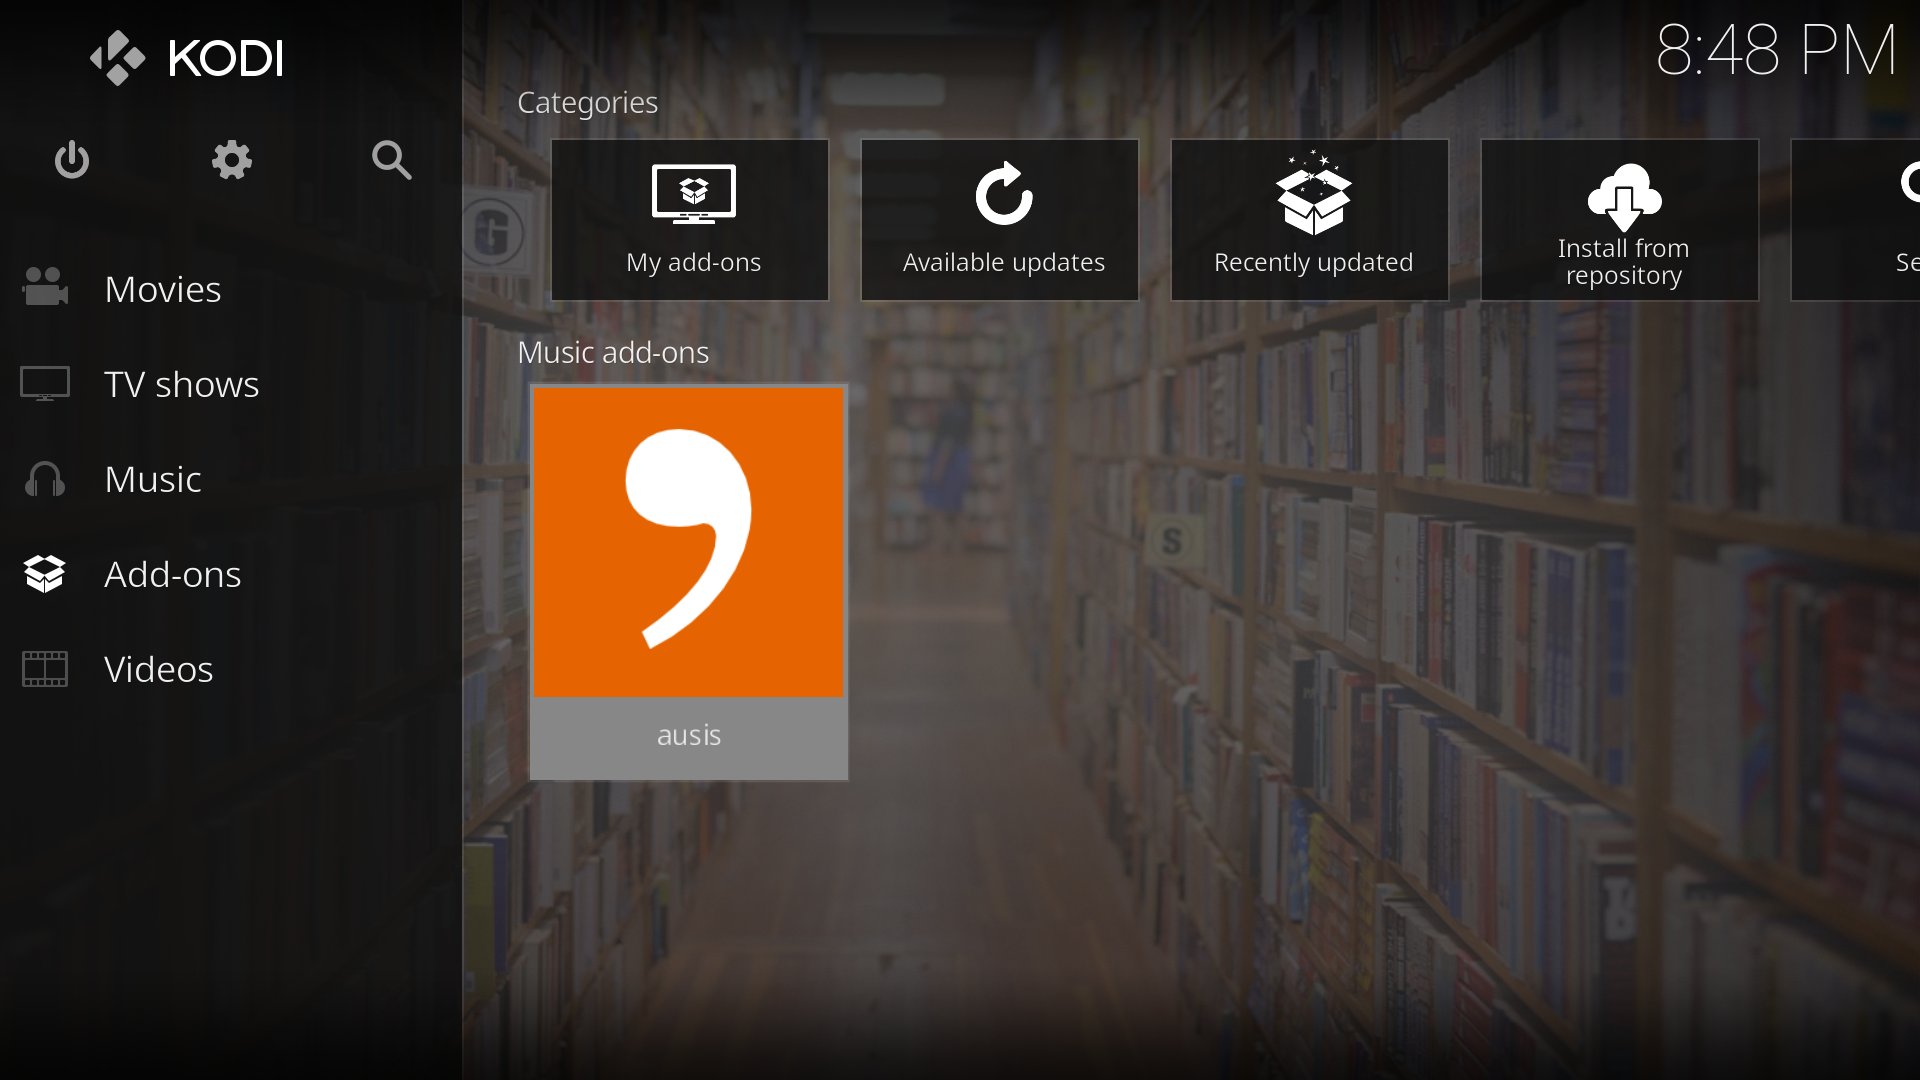 KODI
8:48 PM
Categories
My add-ons
Available updates
Recently updated
Install from
repository
Se
Movies
TV shows
Music
Add-ons
Videos
Music add-ons
ausis
G
S